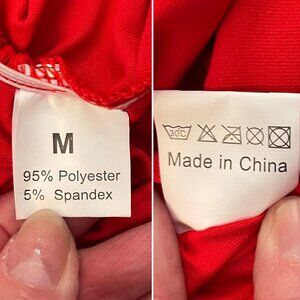 M
95% Polyester
5% Spandex
30°C
Made in China